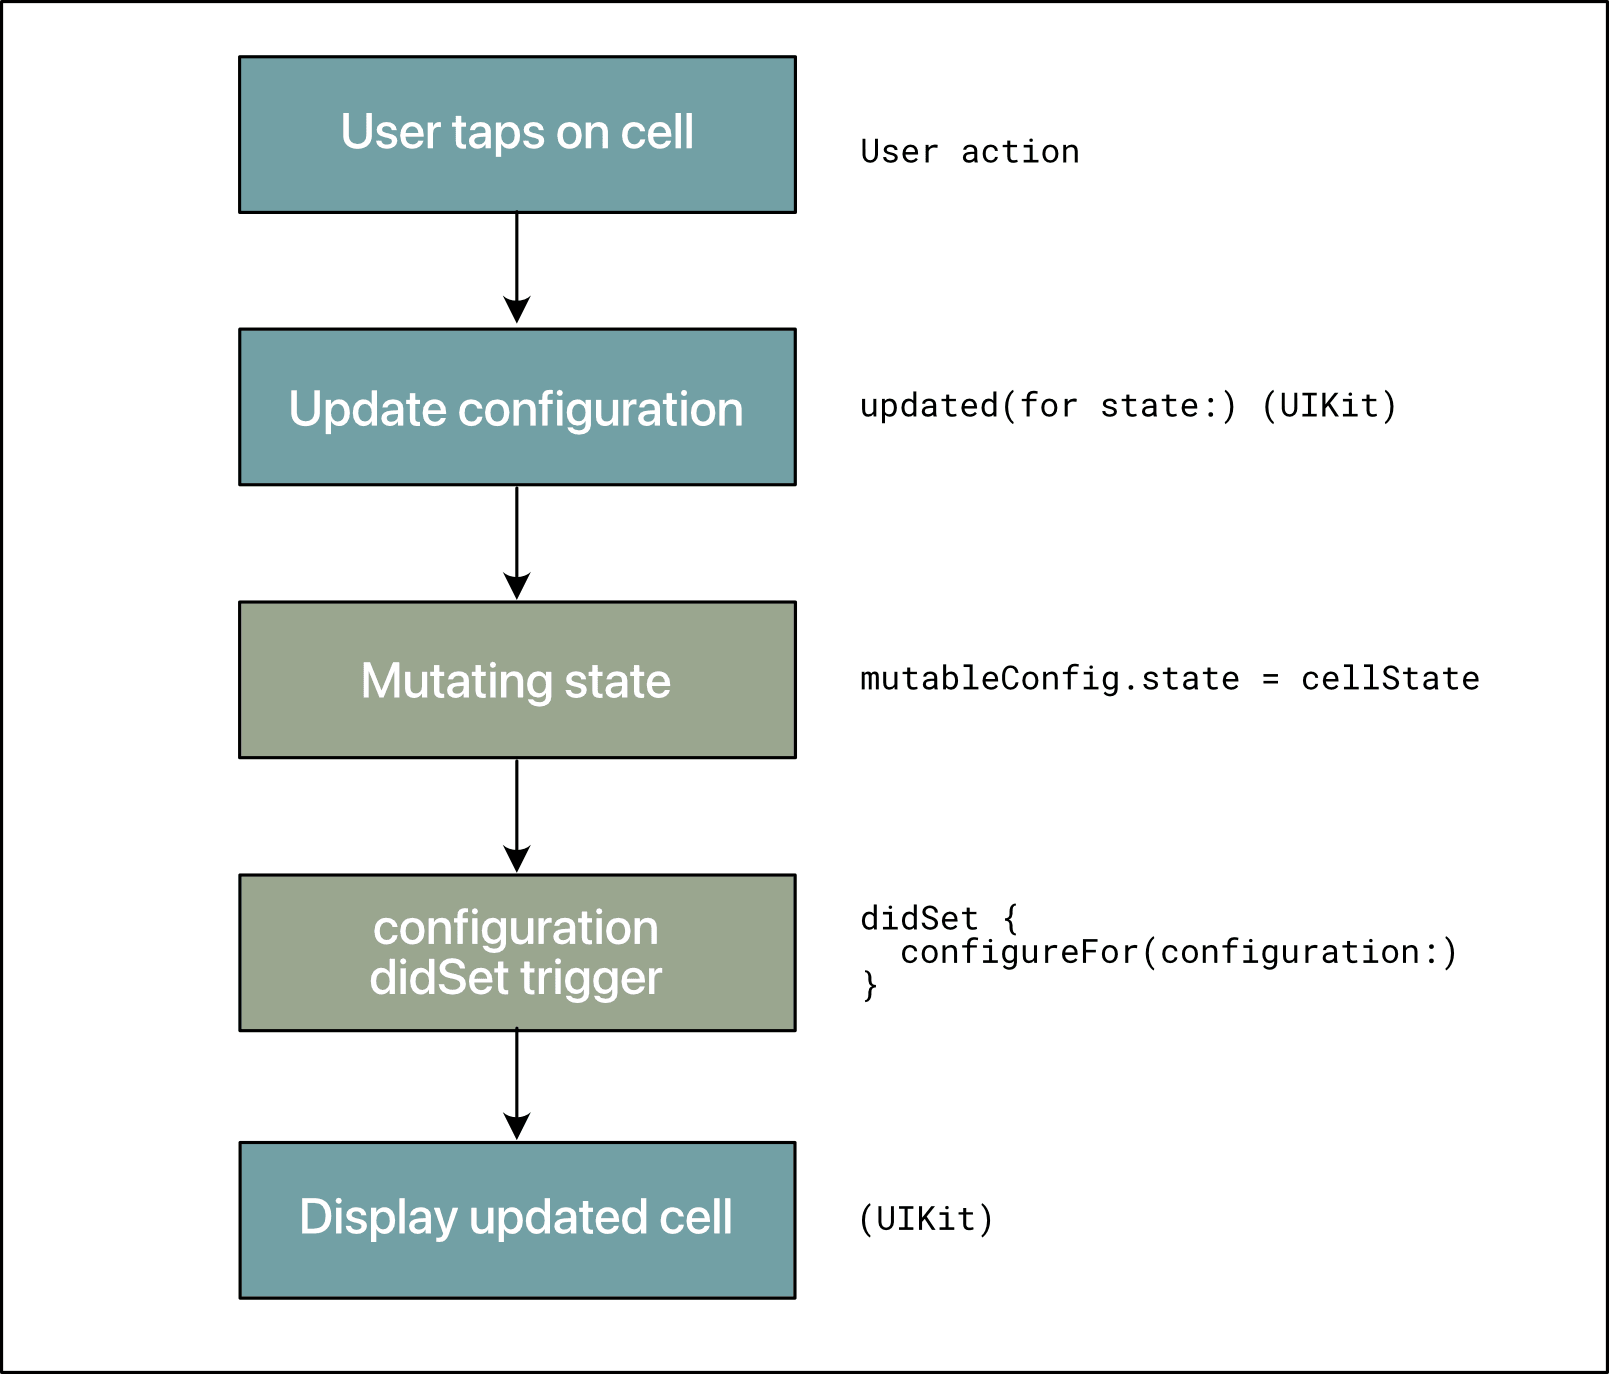 User taps on cell
User action
Update configuration
updated(for state:) (UIKit)
Mutating state
mutableConfig.state = cellState
configuration
didSet trigger
didSet {
  configureFor(configuration:)
}
Display updated cell
(UIKit)